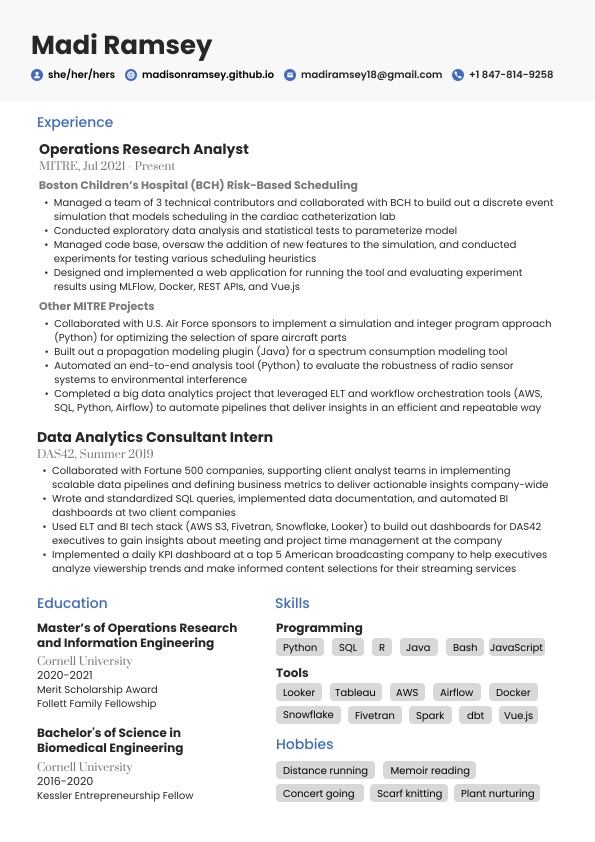 Madi Ramsey
she/her/hers madisonramsey.github.io madiramsey18@gmail.com +1 847-814-9258
Experience
Operations Research Analyst
MITRE, Jul 2021 - Present
Boston Children's Hospital (BCH) Risk-Based Scheduling
• Managed a team of 3 technical contributors and collaborated with BCH to build out a discrete event
simulation that models scheduling in the cardiac catheterization lab
• Conducted exploratory data analysis and statistical tests to parameterize model
• Managed code base, oversaw the addition of new features to the simulation, and conducted
experiments for testing various scheduling heuristics
• Designed and implemented a web application for running the tool and evaluating experiment
results using MLFlow, Docker, REST APIs, and Vue.js
Other MITRE Projects
• Collaborated with U.S. Air Force sponsors to implement a simulation and integer program approach
(Python) for optimizing the selection of spare aircraft parts
• Built out a propagation modeling plugin (Java) for a spectrum consumption modeling tool
• Automated an end-to-end analysis tool (Python) to evaluate the robustness of radio sensor
systems to environmental interference
• Completed a big data analytics project that leveraged ELT and workflow orchestration tools (AWS,
SQL, Python, Airflow) to automate pipelines that deliver insights in an efficient and repeatable way
Data Analytics Consultant Intern
DAS42, Summer 2019
• Collaborated with Fortune 500 companies, supporting client analyst teams in implementing
scalable data pipelines and defining business metrics to deliver actionable insights company-wide
• Wrote and standardized SQL queries, implemented data documentation, and automated BI
dashboards at two client companies
• Used ELT and BI tech stack (AWS S3, Fivetran, Snowflake, Looker) to build out dashboards for DAS42
executives to gain insights about meeting and project time management at the company
• Implemented a daily KPI dashboard at a top 5 American broadcasting company to help executives
analyze viewership trends and make informed content selections for their streaming services
Education
Master's of Operations Research
and Information Engineering
Cornell University
2020-2021
Merit Scholarship Award
Follett Family Fellowship
Bachelor's of Science in
Biomedical Engineering
Cornell University
2016-2020
Kessler Entrepreneurship Fellow
Skills
Programming
Python SQL R Java Bash JavaScript
Tools
Looker Tableau AWS Airflow Docker
Snowflake Fivetran Spark dbt Vue.js
Hobbies
Distance running Memoir reading
Concert going Scarf knitting Plant nurturing